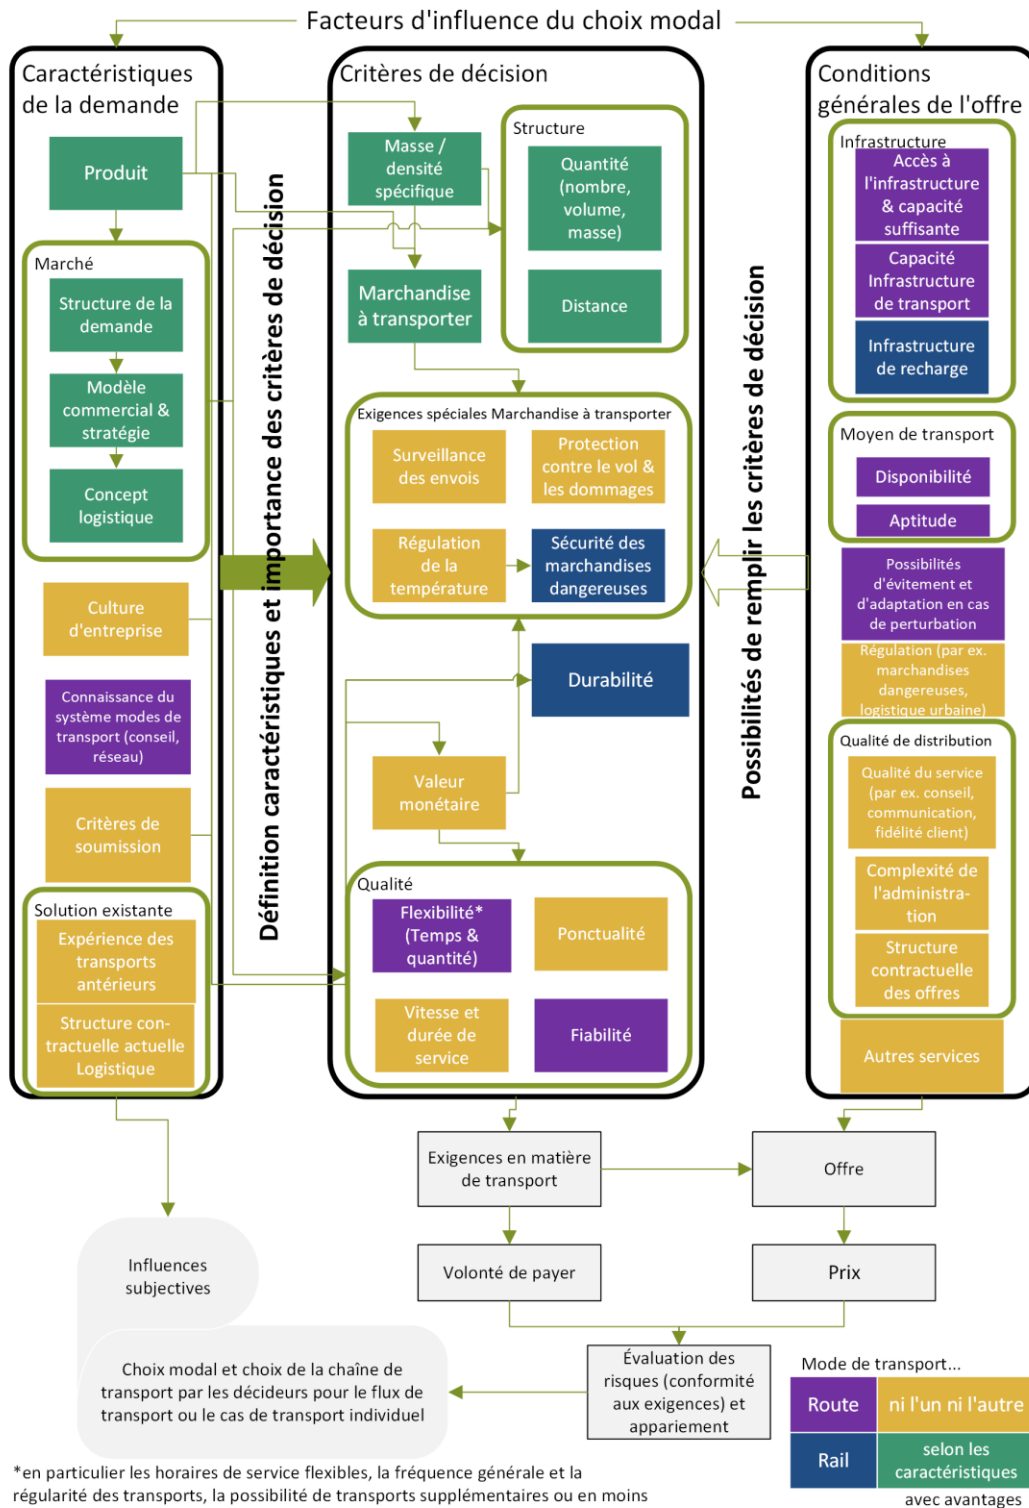 Facteurs d'influence du choix modal
Caractéristiques
de la demande
Produit
Marché
Structure de la
demande
Modèle
commercial &
stratégie
Concept
logistique
Culture
d'entreprise
Connaissance du
système modes de
transport (conseil,
réseau)
Critères de
soumission
Solution existante
Expérience des
transports
antérieurs
Structure con-
tractuelle actuelle
Logistique
Définition caractéristiques et importance des critères de décision
Critères de décision
Masse /
densité
spécifique
Marchandise
à transporter
Structure
Quantité
(nombre,
volume,
masse)
Distance
Exigences spéciales Marchandise à transporter
Surveillance
des envois
Protection
contre le vol &
les dommages
Régulation
de la
température
Sécurité des
marchandises
dangereuses
Durabilité
Valeur
monétaire
Qualité
Flexibilité*
(Temps &
quantité)
Ponctualité
Vitesse et
durée de
service
Fiabilité
Possibilités de remplir les critères de décision
Conditions
générales de l'offre
Infrastructure
Accès à
l'infrastructure
& capacité
suffisante
Capacité
Infrastructure
de transport
Infrastructure
de recharge
Moyen de transport
Disponibilité
Aptitude
Possibilités
d'évitement et
d'adaptation en cas
de perturbation
Régulation (par ex.
marchandises
dangereuses,
logistique urbaine)
Qualité de distribution
Qualité du service
(par ex. conseil,
communication,
fidélité client)
Complexité de
l'administra-
tion
Structure
contractuelle
des offres
Autres services
Exigences en matière
de transport
Offre
Volonté de payer
Prix
Influences
subjectives
Évaluation des
risques (conformité
aux exigences) et
appariement
Choix modal et choix de la chaîne de
transport par les décideurs pour le flux de
transport ou le cas de transport individuel
Mode de transport...
Route
ni l'un ni l'autre
Rail
selon les
caractéristiques
avec avantages
*en particulier les horaires de service flexibles, la fréquence générale et la
régularité des transports, la possibilité de transports supplémentaires ou en moins